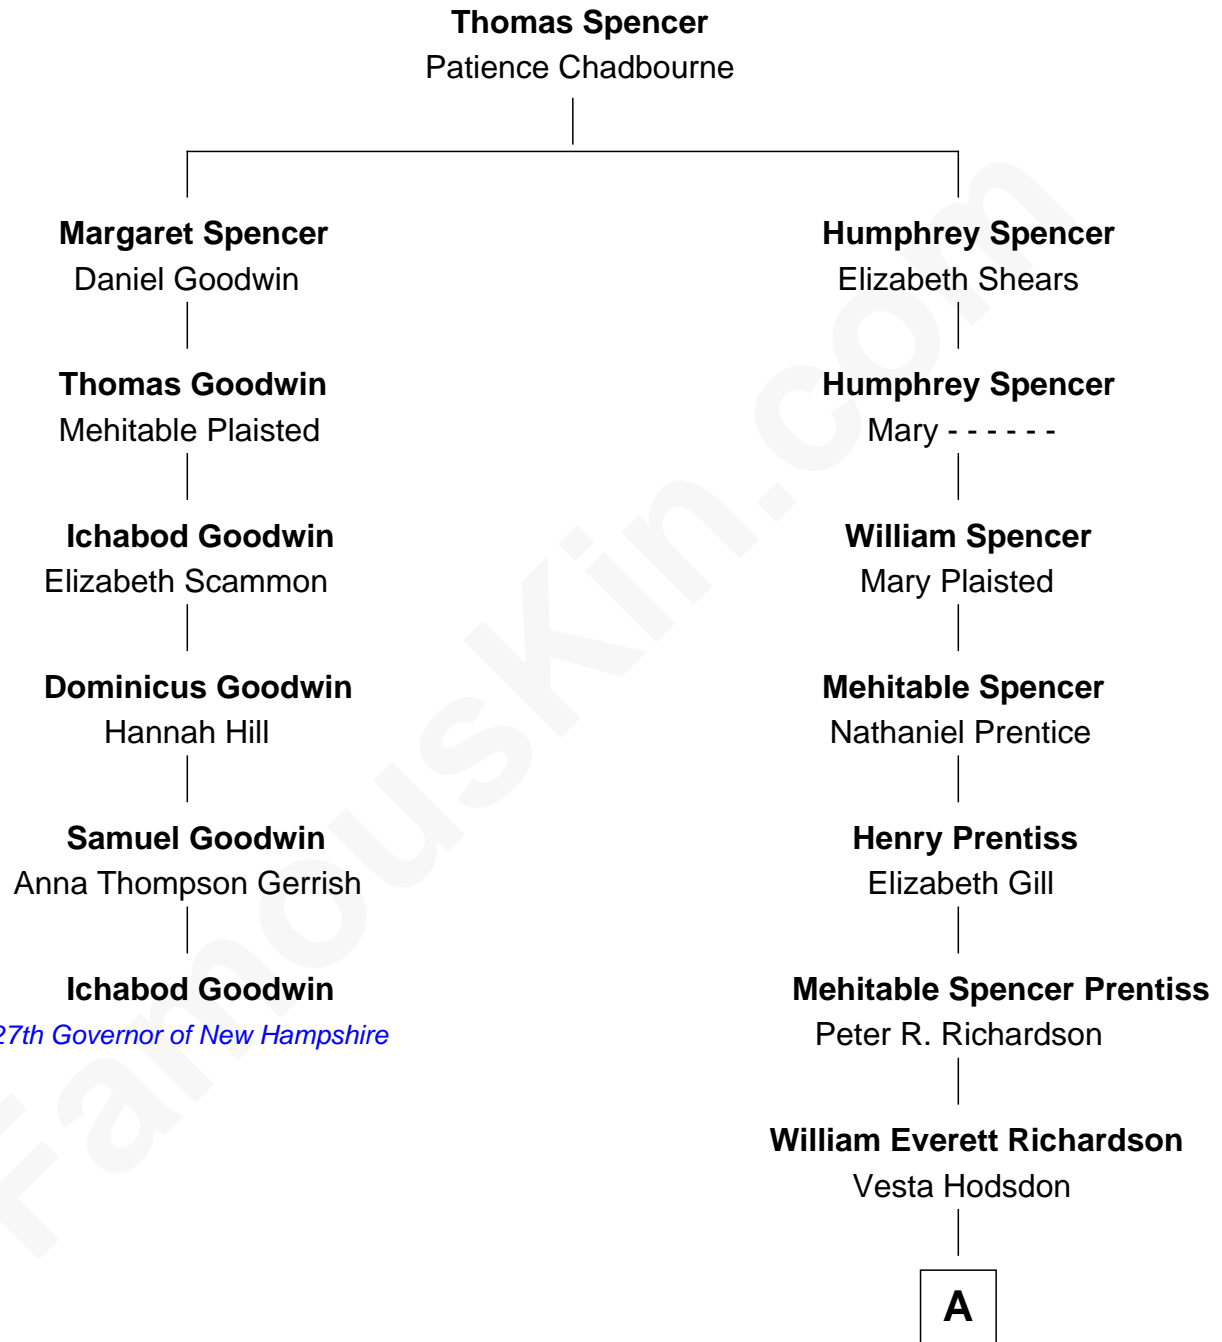 Thomas Spencer
Patience Chadbourne
Margaret Spencer
Daniel Goodwin
Humphrey Spencer
Elizabeth Shears
Thomas Goodwin
Mehitable Plaisted
Humphrey Spencer
Mary - - - - - -
Ichabod Goodwin
Elizabeth Scammon
William Spencer
Mary Plaisted
Dominicus Goodwin
Hannah Hill
Mehitable Spencer
Nathaniel Prentice
Samuel Goodwin
Anna Thompson Gerrish
Henry Prentiss
Elizabeth Gill
Ichabod Goodwin
27th Governor of New Hampshire
Mehitable Spencer Prentiss
Peter R. Richardson
William Everett Richardson
Vesta Hodsdon
A
FamousKin.com